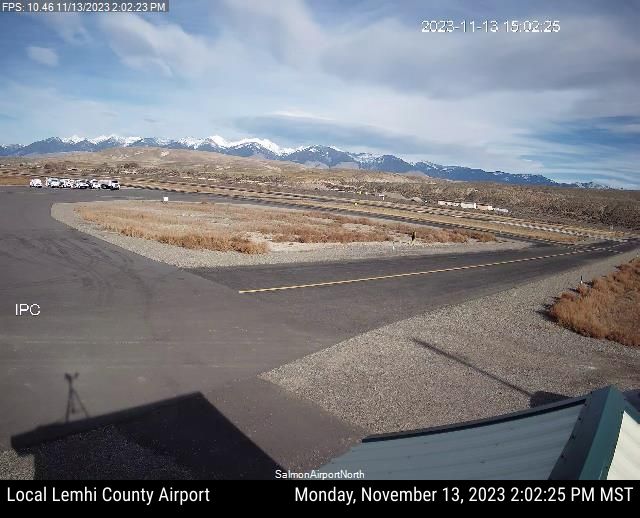 FPS: 10.46 11/13/2023 2:02:23 PM
2023-11-13 15:02:25
IPC
SalmonAirportNorth
Local Lemhi County Airport Monday, November 13, 2023 2:02:25 PM MST